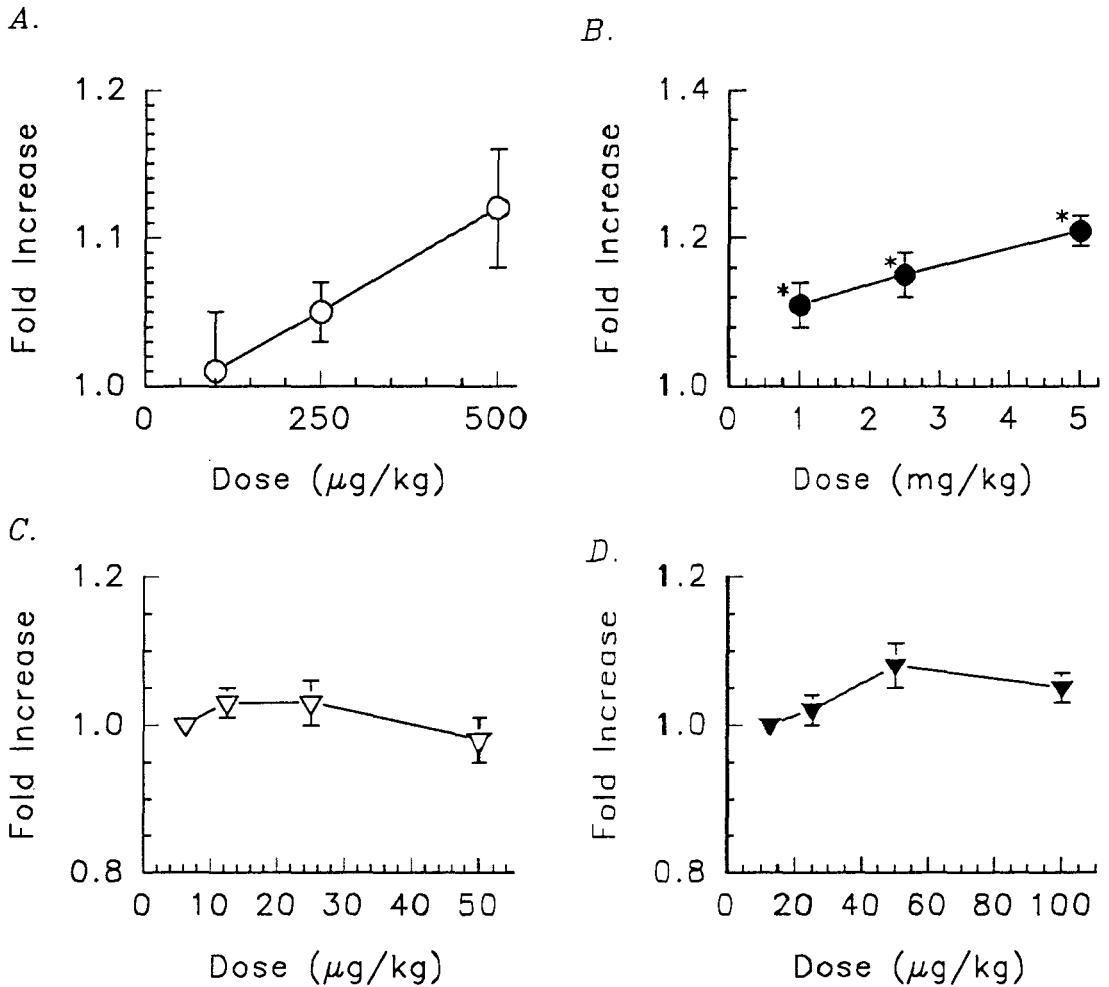 A.
Fold Increase
1.2
1.1
1.0
0 250 500
Dose (μg/kg)
B.
Fold Increase
1.4
1.2
1.0
0 1 2 3 4 5
* * *
Dose (mg/kg)
C.
Fold Increase
1.2
1.0
0.8
0 10 20 30 40 50
Dose (μg/kg)
D.
Fold Increase
1.2
1.0
0.8
0 20 40 60 80 100
Dose (μg/kg)